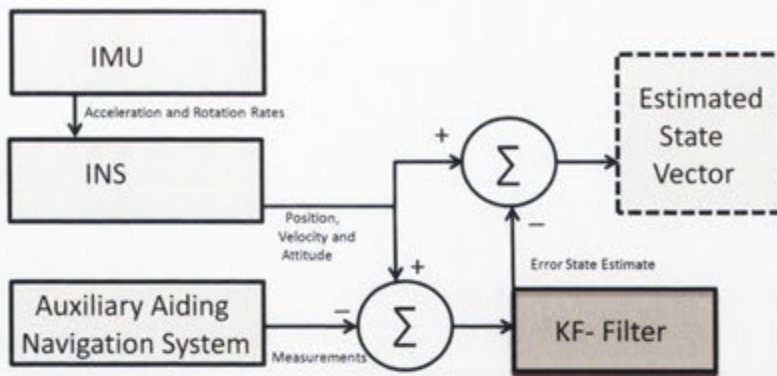 IMU
Acceleration and Rotation Rates
INS
Position,
Velocity and
Attitude
+
Σ
−
Estimated
State
Vector
Error State Estimate
Auxiliary Aiding
Navigation System
−
Measurements
+
Σ
KF- Filter